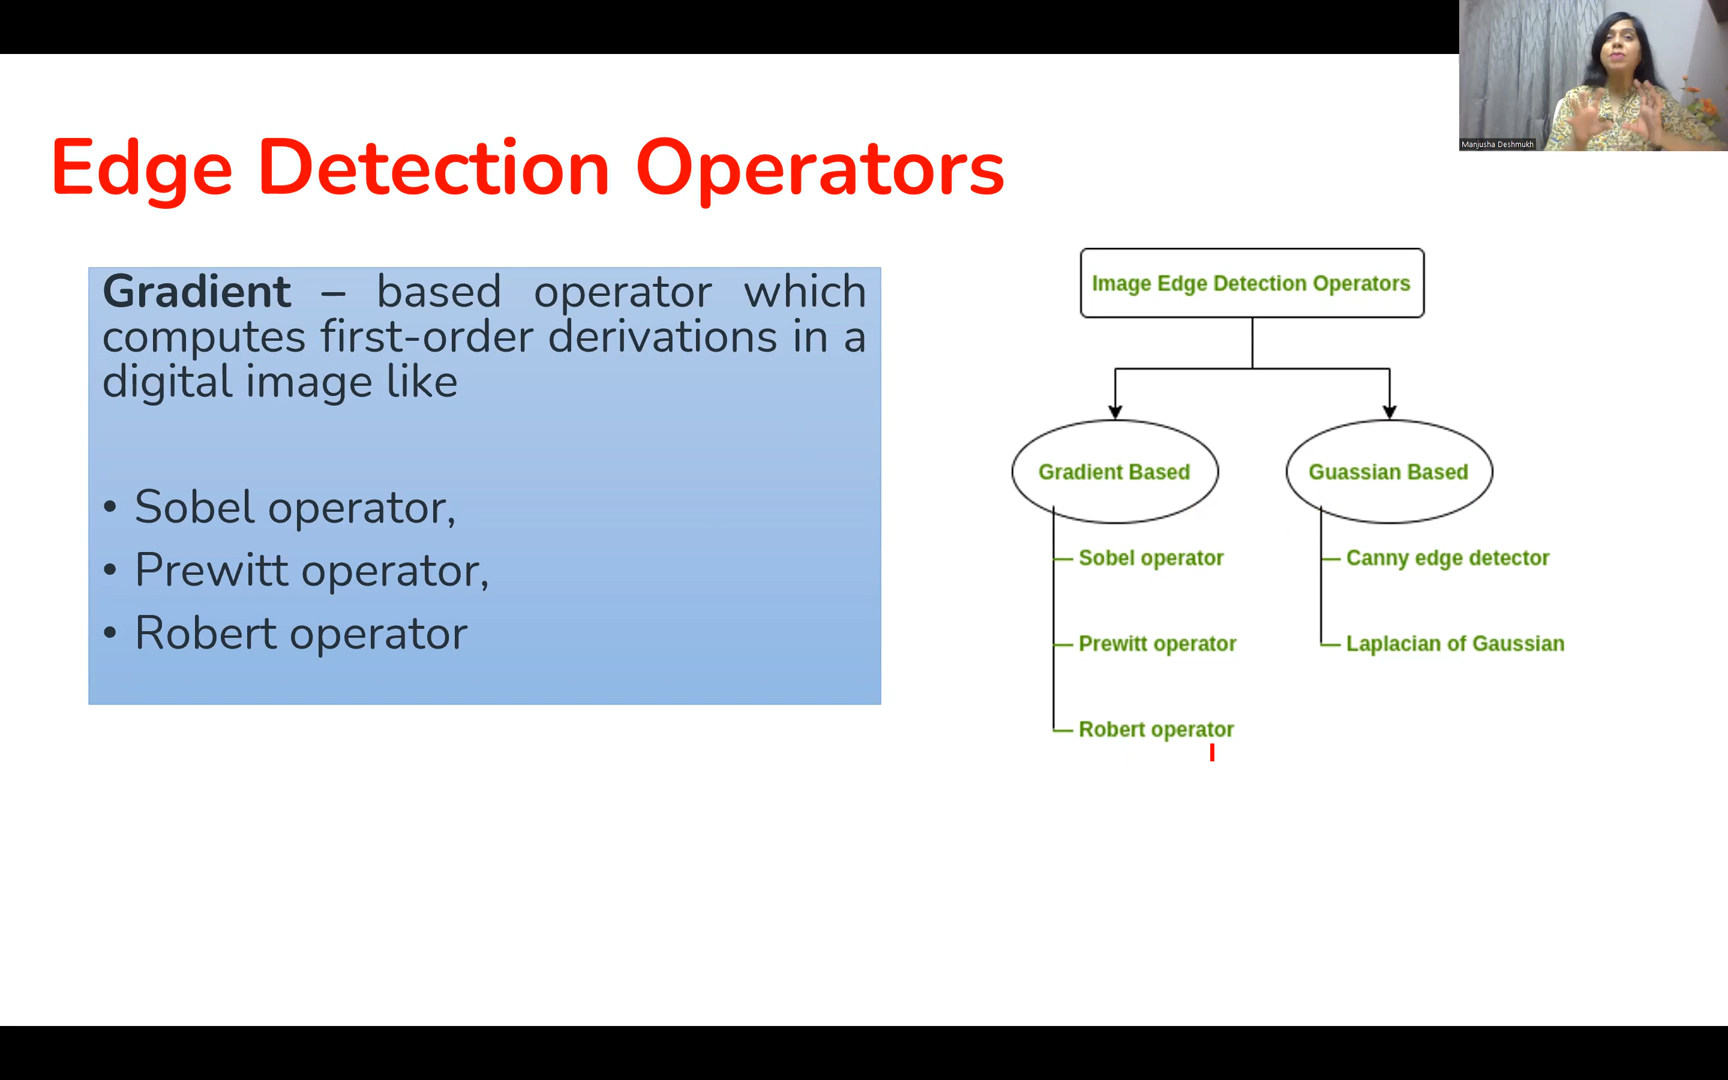 Manjusha Deshmukh
Edge Detection Operators
Gradient – based operator which
computes first-order derivations in a
digital image like
• Sobel operator,
• Prewitt operator,
• Robert operator
Image Edge Detection Operators
Gradient Based
Sobel operator
Prewitt operator
Robert operator
Guassian Based
Canny edge detector
Laplacian of Gaussian